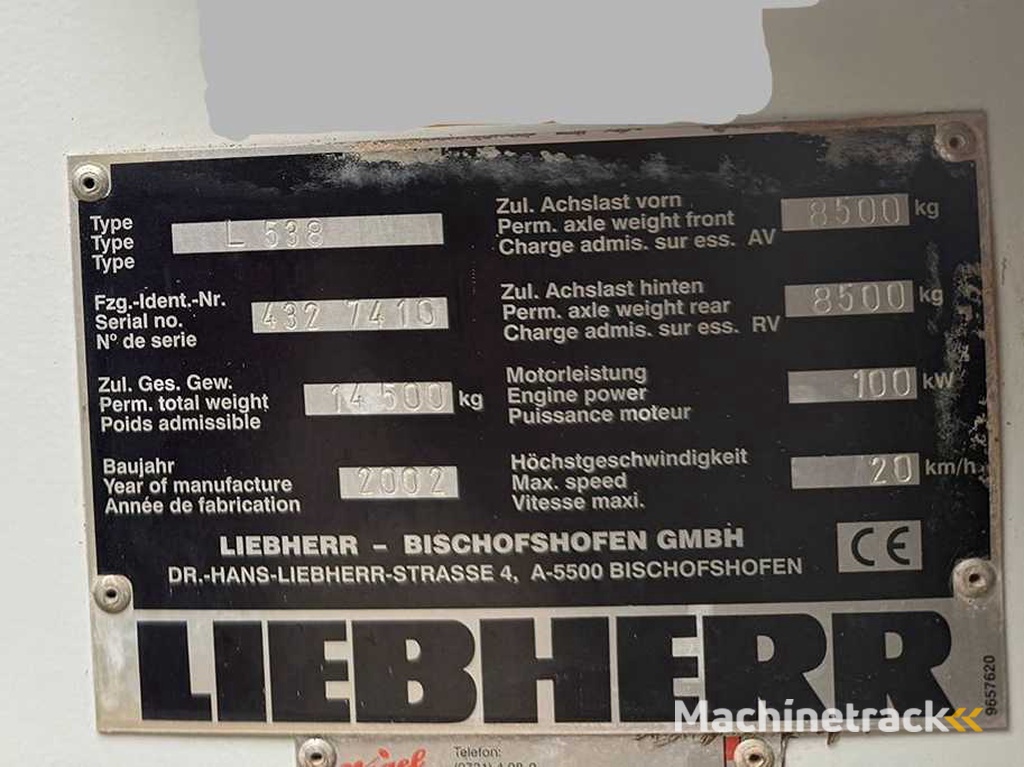 Type L 538
Type
Type
Fzg.-Ident.-Nr.
Serial no. 432 7410
N° de serie
Zul. Ges. Gew.
Perm. total weight 14 500 kg
Poids admissible
Baujahr
Year of manufacture 2002
Année de fabrication
Zul. Achslast vorn 8500 kg
Perm. axle weight front
Charge admis. sur ess. AV
Zul. Achslast hinten 8500 kg
Perm. axle weight rear
Charge admis. sur ess. RV
Motorleistung 100 kW
Engine power
Puissance moteur
Höchstgeschwindigkeit 20 km/h
Max. speed
Vitesse maxi.
LIEBHERR – BISCHOFSHOFEN GMBH
DR.-HANS-LIEBHERR-STRASSE 4, A-5500 BISCHOFSHOFEN
CE
LIEBHERR
9657620
Machinetrack
Telefon: